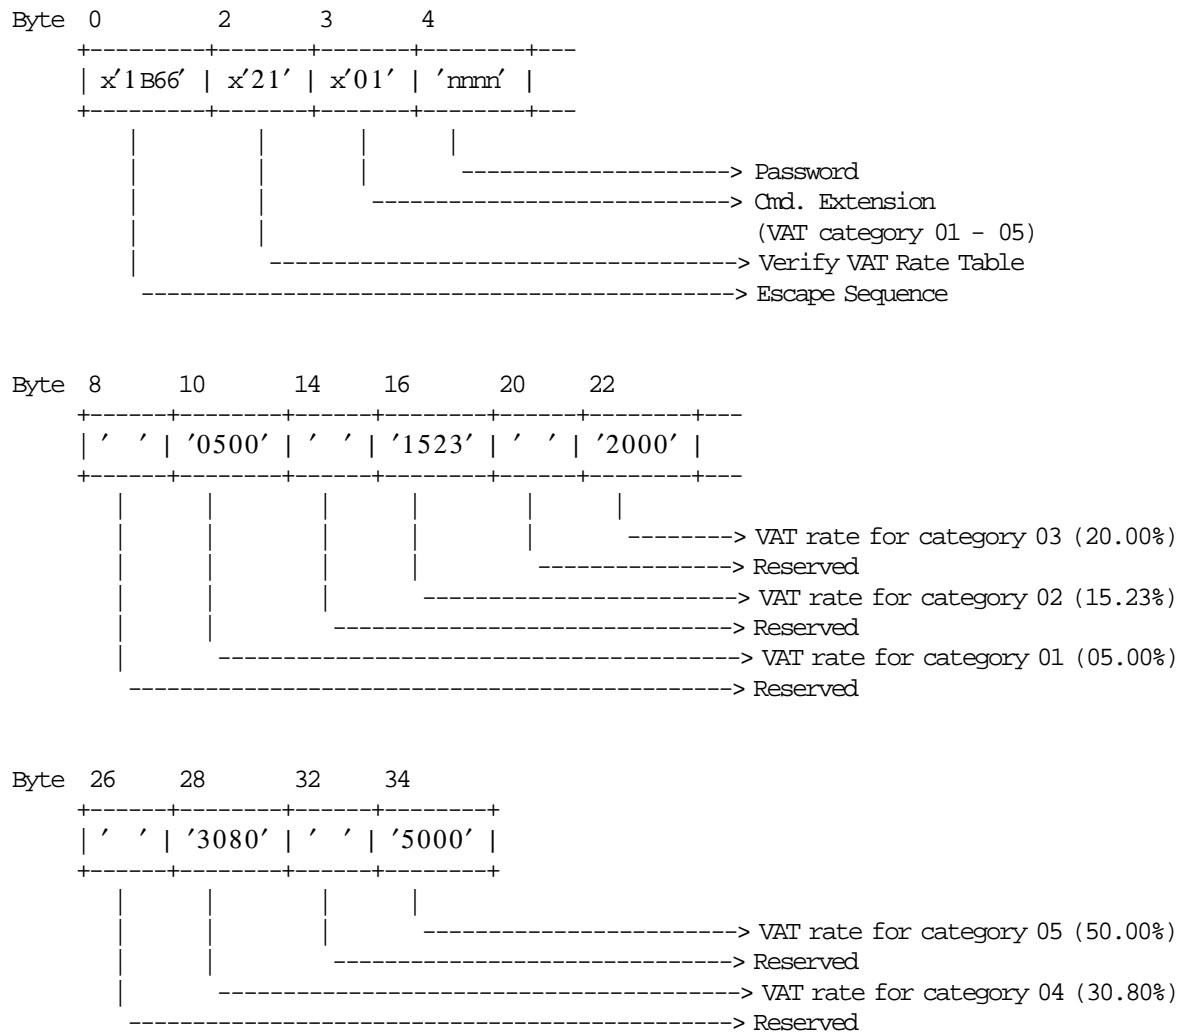 Byte 0 2 3 4
+---------+-------+-------+--------+---
| x′1B66′ | x′21′ | x′01′ | ′nnnn′ |
+---------+-------+-------+--------+---
| | | |
| | | ---------------------> Password
| | ----------------------------> Cmd. Extension
| | (VAT category 01 - 05)
| ------------------------------------> Verify VAT Rate Table
----------------------------------------------> Escape Sequence
Byte 8 10 14 16 20 22
+------+--------+------+--------+------+--------+---
| ′ ′ | ′0500′ | ′ ′ | ′1523′ | ′ ′ | ′2000′ |
+------+--------+------+--------+------+--------+---
| | | | | |
| | | | | --------> VAT rate for category 03 (20.00%)
| | | | ---------------> Reserved
| | | ------------------------> VAT rate for category 02 (15.23%)
| | -------------------------------> Reserved
| ----------------------------------------> VAT rate for category 01 (05.00%)
-----------------------------------------------> Reserved
Byte 26 28 32 34
+------+--------+------+--------+
| ′ ′ | ′3080′ | ′ ′ | ′5000′ |
+------+--------+------+--------+
| | | |
| | | ------------------------> VAT rate for category 05 (50.00%)
| | -------------------------------> Reserved
| ----------------------------------------> VAT rate for category 04 (30.80%)
-----------------------------------------------> Reserved